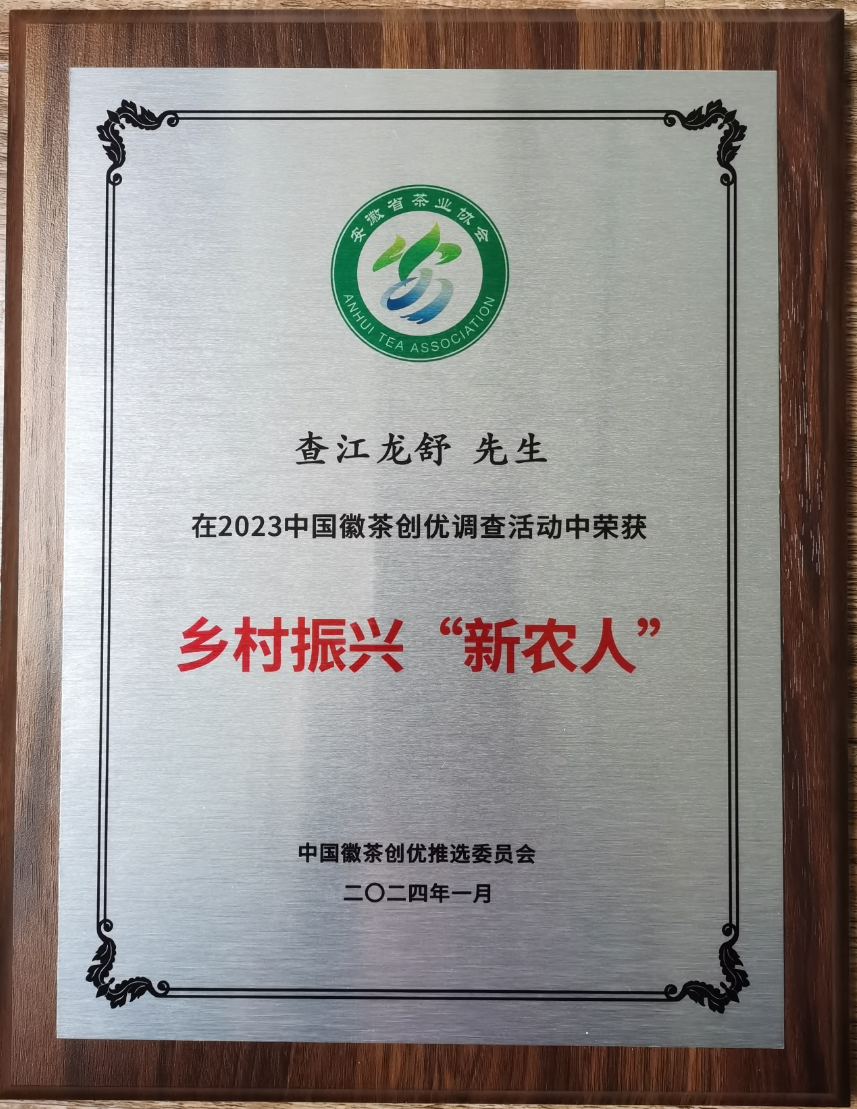 安徽省茶业协会
ANHUI TEA ASSOCIATION
查江龙舒 先生
在2023中国徽茶创优调查活动中荣获
乡村振兴“新农人”
中国徽茶创优推选委员会
二〇二四年一月